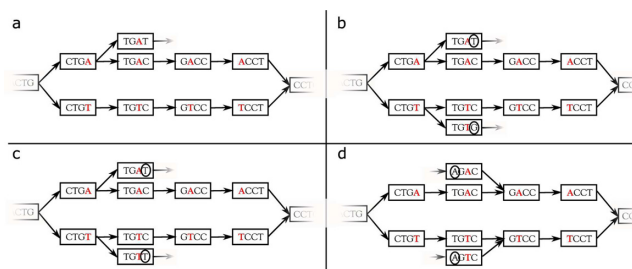 a
TGAT
CTGA TGAC GACC ACCT
CTG CCT
CTGT TGTC GTCC TCCT
b
TGAT
CTGA TGAC GACC ACCT
CTG
CTGT TGTC GTCC TCCT
TGTG
c
TGAT
CTGA TGAC GACC ACCT
CTG CCT
CTGT TGTC GTCC TCCT
TGTT
d
AGAC
CTGA TGAC GACC ACCT
CTG
CTGT TGTC GTCC TCCT
AGTC